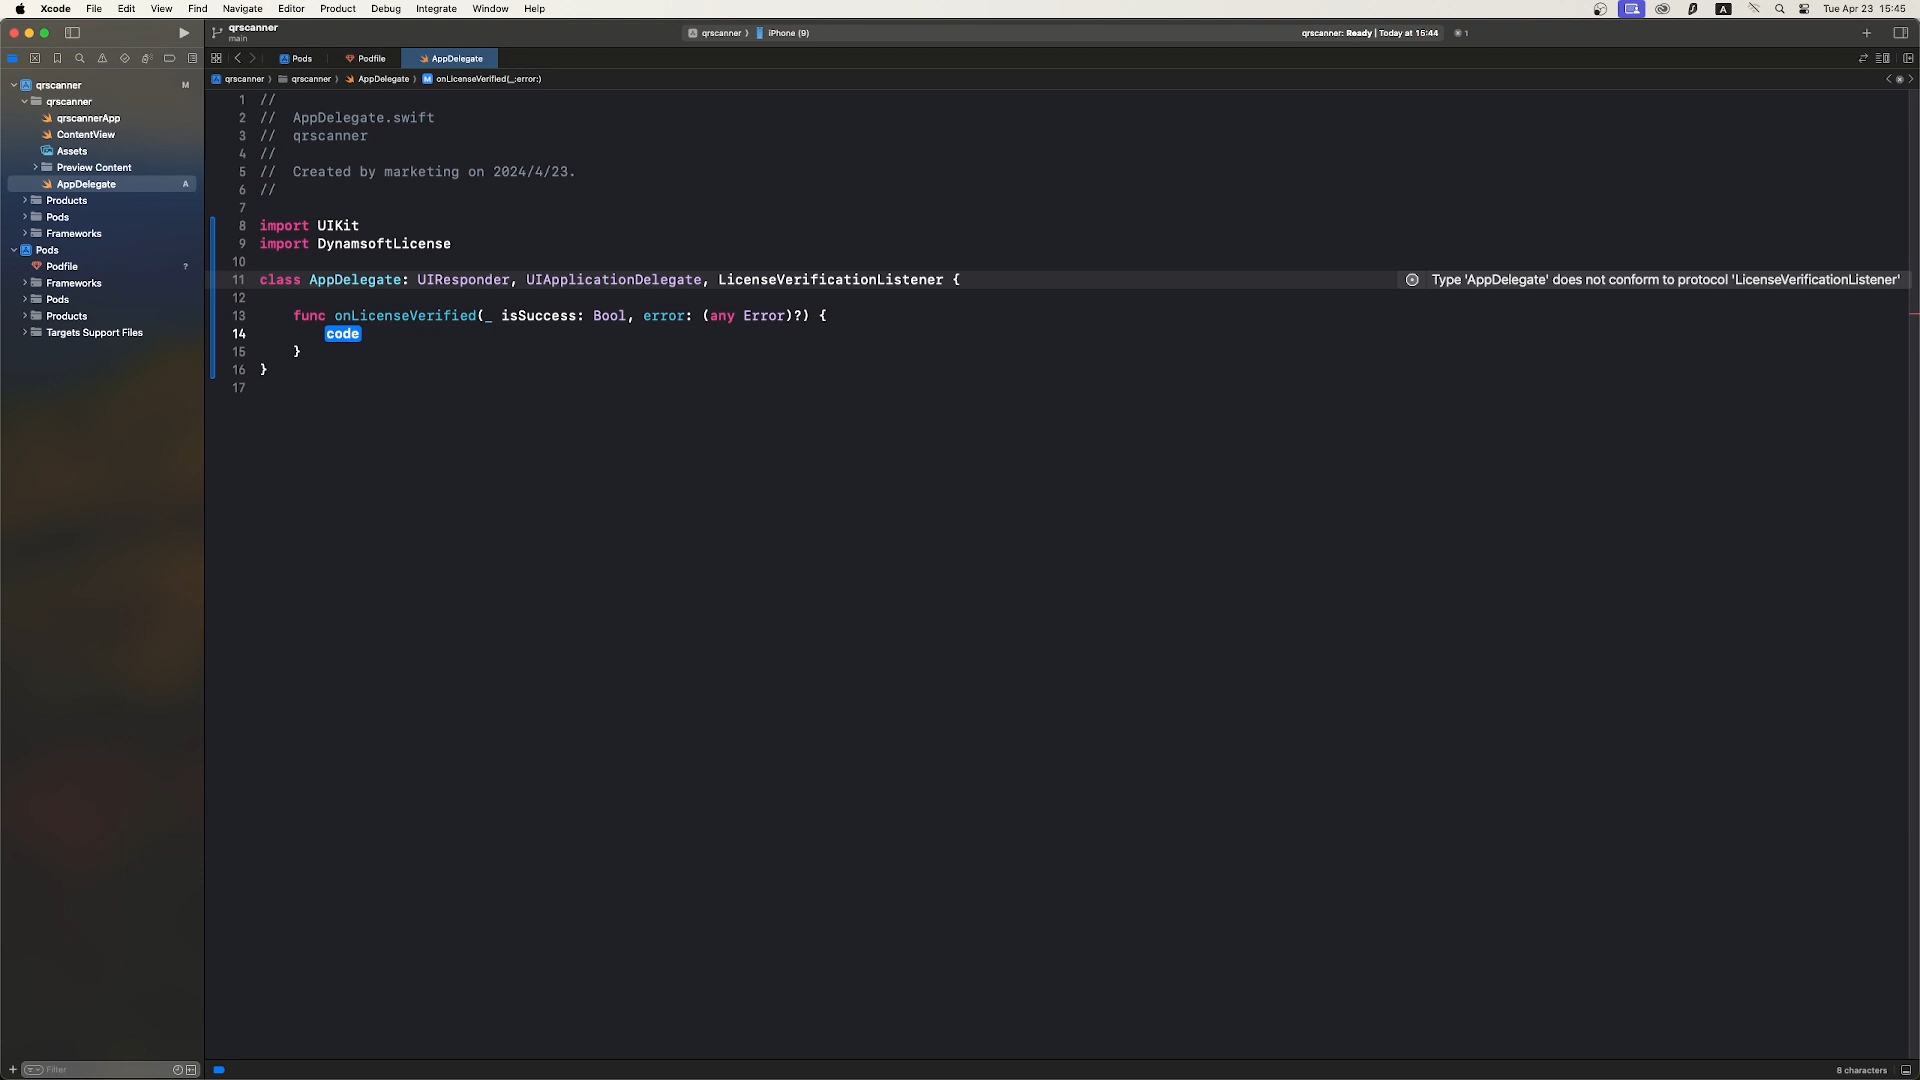 Xcode File Edit View Find Navigate Editor Product Debug Integrate Window Help A Tue Apr 23 15:45
qrscanner
main
qrscanner iPhone (9)
qrscanner: Ready | Today at 15:44 1
Pods Podfile AppDelegate
qrscanner qrscanner AppDelegate M onLicenseVerified(_:error:)
qrscanner M
qrscanner
qrscannerApp
ContentView
Assets
Preview Content
AppDelegate A
Products
Pods
Frameworks
Pods
Podfile ?
Frameworks
Pods
Products
Targets Support Files
1 //
2 // AppDelegate.swift
3 // qrscanner
4 //
5 // Created by marketing on 2024/4/23.
6 //
7
8 import UIKit
9 import DynamsoftLicense
10
11 class AppDelegate: UIResponder, UIApplicationDelegate, LicenseVerificationListener { Type 'AppDelegate' does not conform to protocol 'LicenseVerificationListener'
12
13 func onLicenseVerified(_ isSuccess: Bool, error: (any Error)?) {
14 code
15 }
16 }
17
Filter
8 characters